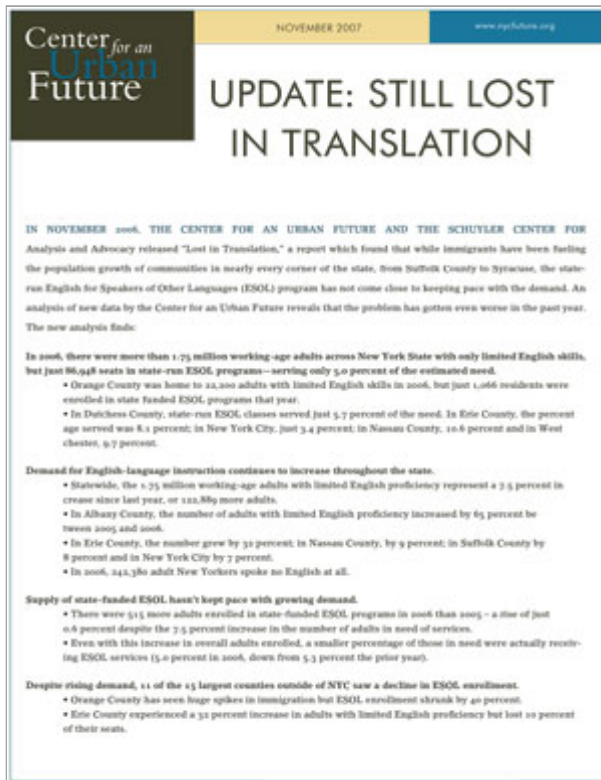 NOVEMBER 2007
www.nycfuture.org
Center for an
Urban
Future
UPDATE: STILL LOST
IN TRANSLATION
IN NOVEMBER 2006, THE CENTER FOR AN URBAN FUTURE AND THE SCHUYLER CENTER FOR
Analysis and Advocacy released "Lost in Translation," a report which found that while immigrants have been fueling
the population growth of communities in nearly every corner of the state, from Suffolk County to Syracuse, the state-
run English for Speakers of Other Languages (ESOL) program has not come close to keeping pace with the demand. An
analysis of new data by the Center for an Urban Future reveals that the problem has gotten even worse in the past year.
The new analysis finds:
In 2006, there were more than 1.75 million working-age adults across New York State with only limited English skills,
but just 86,948 seats in state-run ESOL programs—serving only 5.0 percent of the estimated need.
• Orange County was home to 22,200 adults with limited English skills in 2006, but just 1,066 residents were
enrolled in state funded ESOL programs that year.
• In Dutchess County, state-run ESOL classes served just 5.7 percent of the need. In Erie County, the percent
age served was 8.1 percent; in New York City, just 3.4 percent; in Nassau County, 10.6 percent and in West
chester, 9.7 percent.
Demand for English-language instruction continues to increase throughout the state.
• Statewide, the 1.75 million working-age adults with limited English proficiency represent a 7.5 percent in
crease since last year, or 122,889 more adults.
• In Albany County, the number of adults with limited English proficiency increased by 65 percent be
tween 2005 and 2006.
• In Erie County, the number grew by 32 percent; in Nassau County, by 9 percent; in Suffolk County by
8 percent and in New York City by 7 percent.
• In 2006, 242,380 adult New Yorkers spoke no English at all.
Supply of state-funded ESOL hasn't kept pace with growing demand.
• There were 515 more adults enrolled in state-funded ESOL programs in 2006 than 2005 – a rise of just
0.6 percent despite the 7.5 percent increase in the number of adults in need of services.
• Even with this increase in overall adults enrolled, a smaller percentage of those in need were actually receiv-
ing ESOL services (5.0 percent in 2006, down from 5.3 percent the prior year).
Despite rising demand, 11 of the 15 largest counties outside of NYC saw a decline in ESOL enrollment.
• Orange County has seen huge spikes in immigration but ESOL enrollment shrunk by 40 percent.
• Erie County experienced a 32 percent increase in adults with limited English proficiency but lost 10 percent
of their seats.